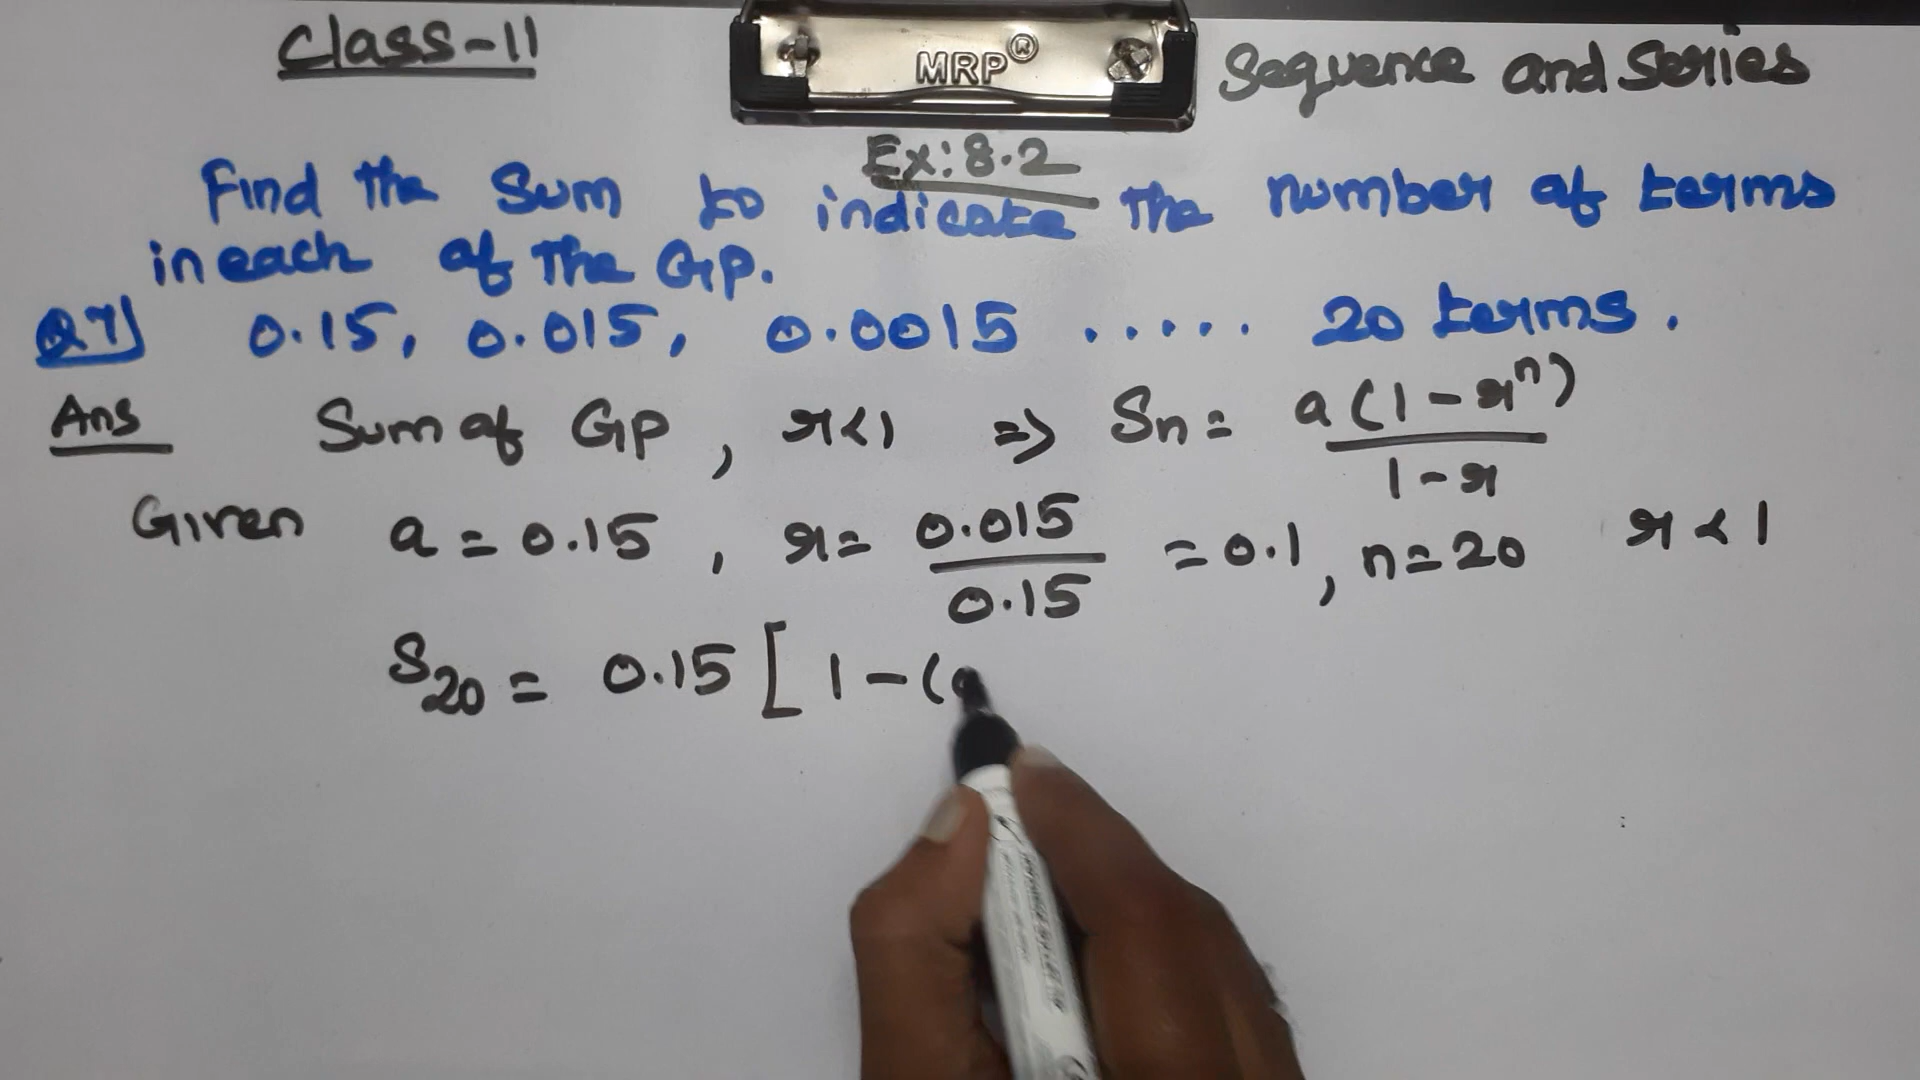 Class-11
MRP®
Sequence and Series
Ex: 8.2
Find the Sum to indicate the number of terms
in each of the G.P.
Q7) 0.15, 0.015, 0.0015 ..... 20 terms.
Ans Sum of GP, r<1 => Sn = a(1-r^n) / 1-r
Given a = 0.15, r = 0.015 / 0.15 = 0.1, n = 20 r < 1
S20 = 0.15 [ 1 - (0